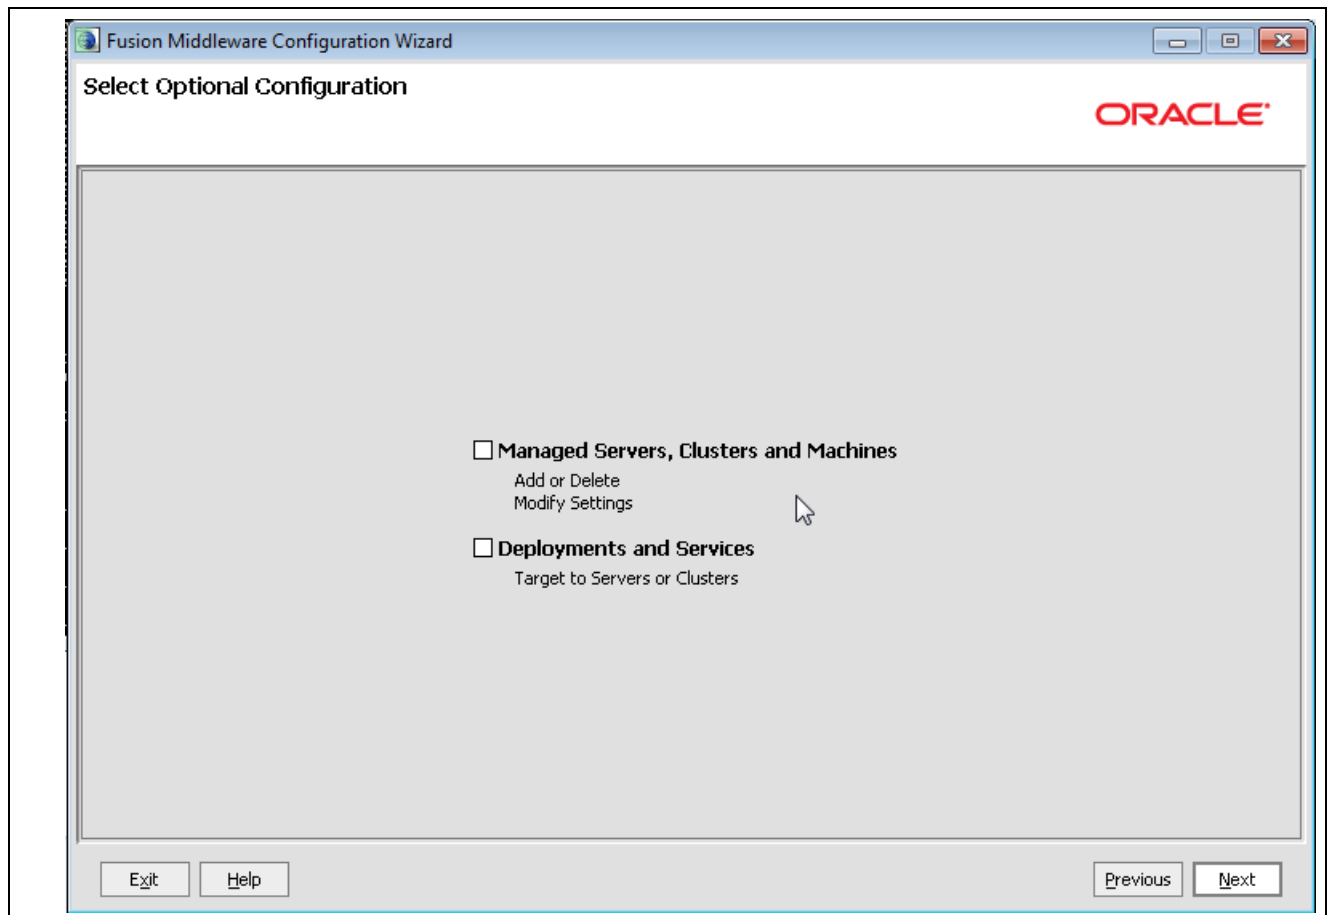 Fusion Middleware Configuration Wizard
Select Optional Configuration
ORACLE
Managed Servers, Clusters and Machines
Add or Delete
Modify Settings
Deployments and Services
Target to Servers or Clusters
Exit
Help
Previous
Next